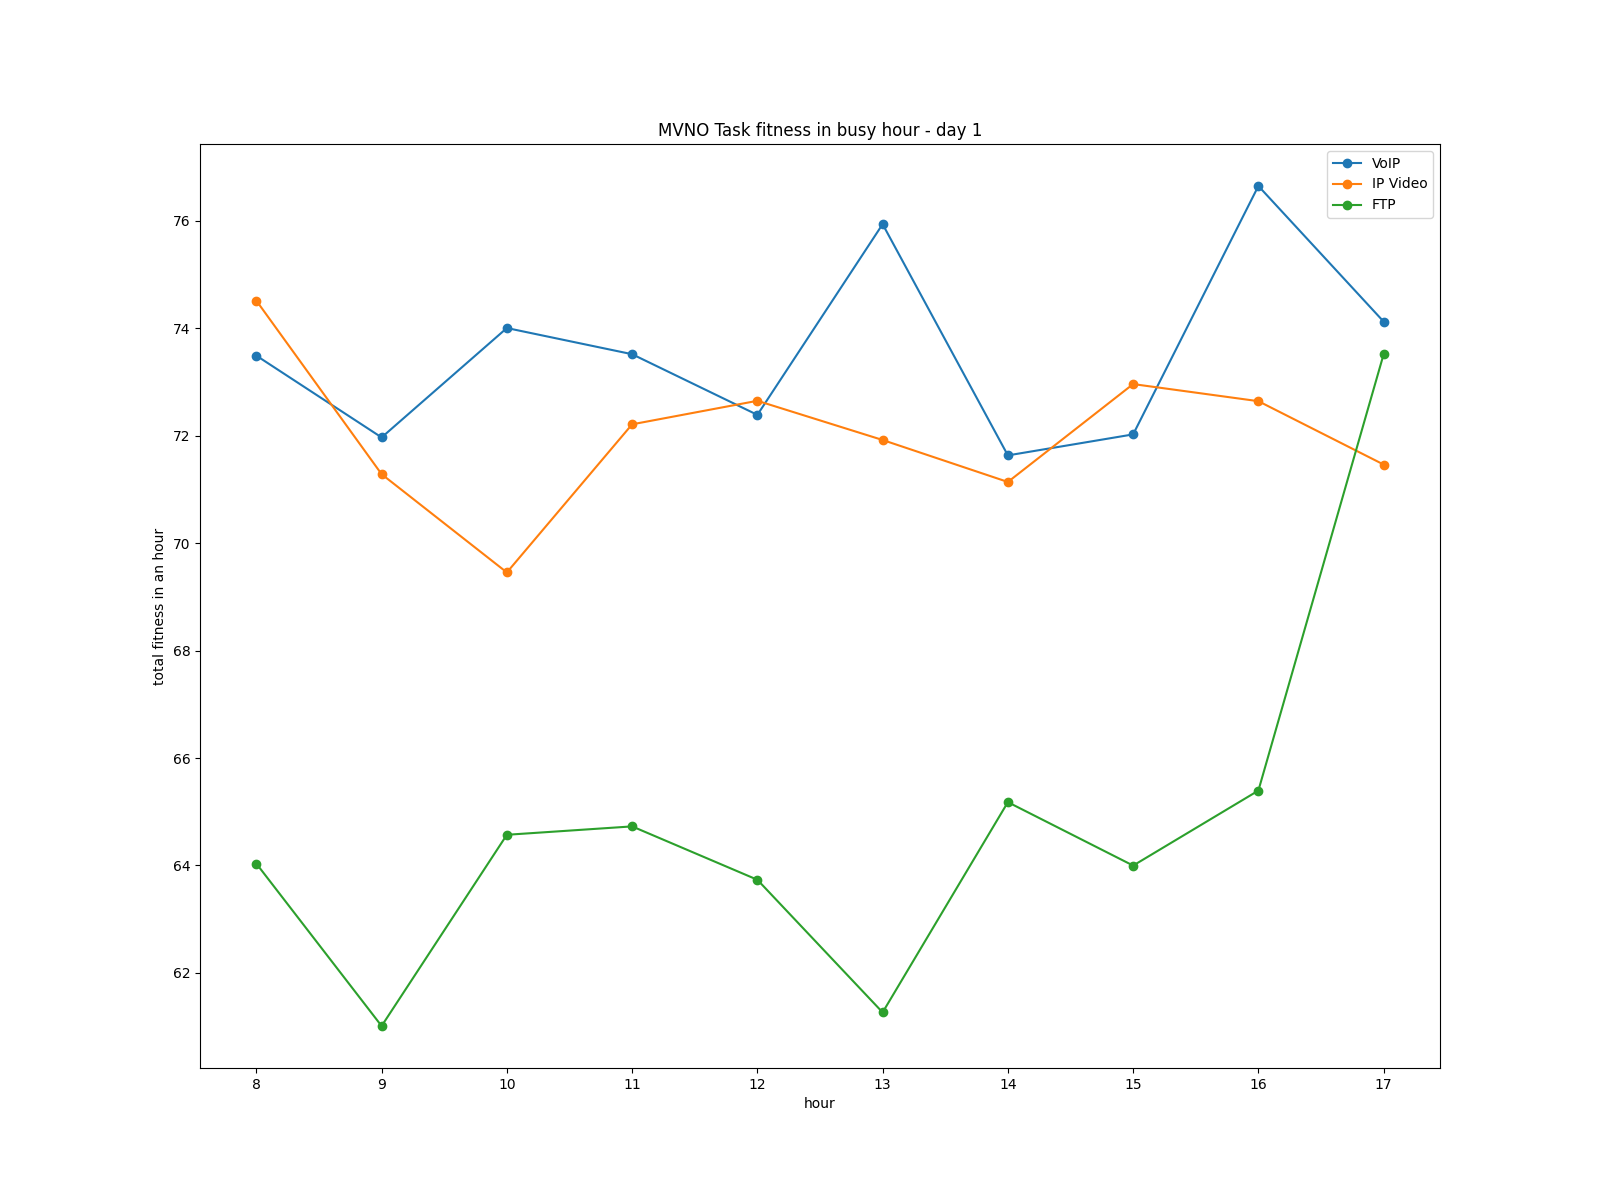 MVNO Task fitness in busy hour - day 1
VoIP
IP Video
FTP
76
74
72
70
68
66
64
62
total fitness in an hour
8 9 10 11 12 13 14 15 16 17
hour